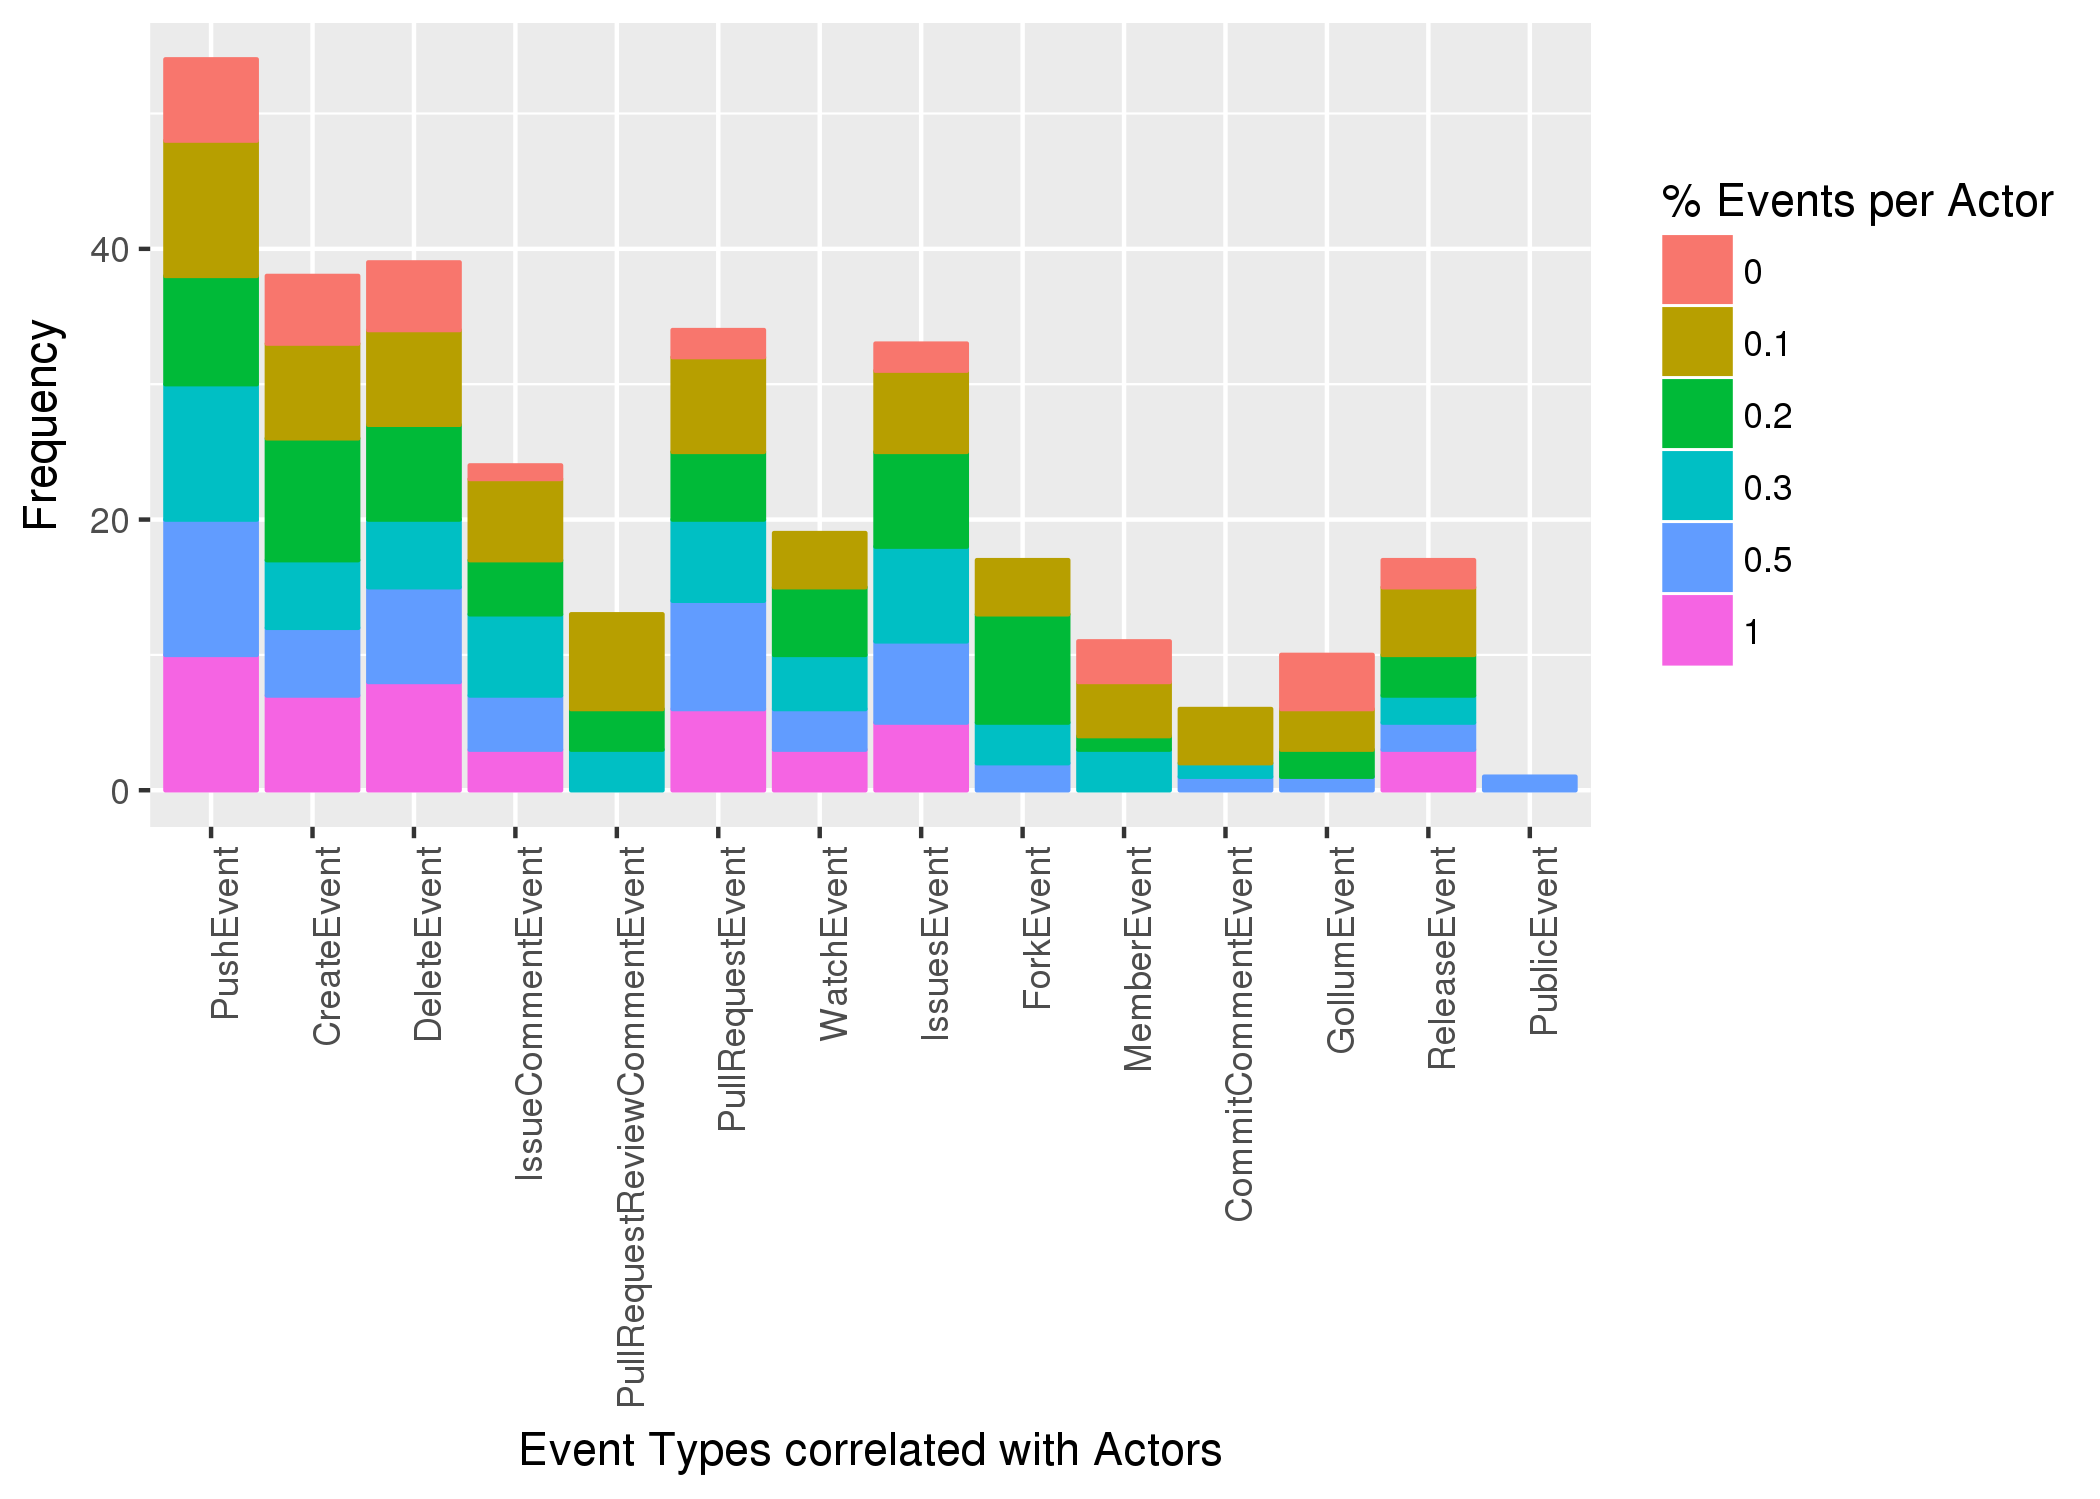 Frequency
40
20
0
PushEvent
CreateEvent
DeleteEvent
IssueCommentEvent
PullRequestReviewCommentEvent
PullRequestEvent
WatchEvent
IssuesEvent
ForkEvent
MemberEvent
CommitCommentEvent
GollumEvent
ReleaseEvent
PublicEvent
Event Types correlated with Actors
% Events per Actor
0
0.1
0.2
0.3
0.5
1